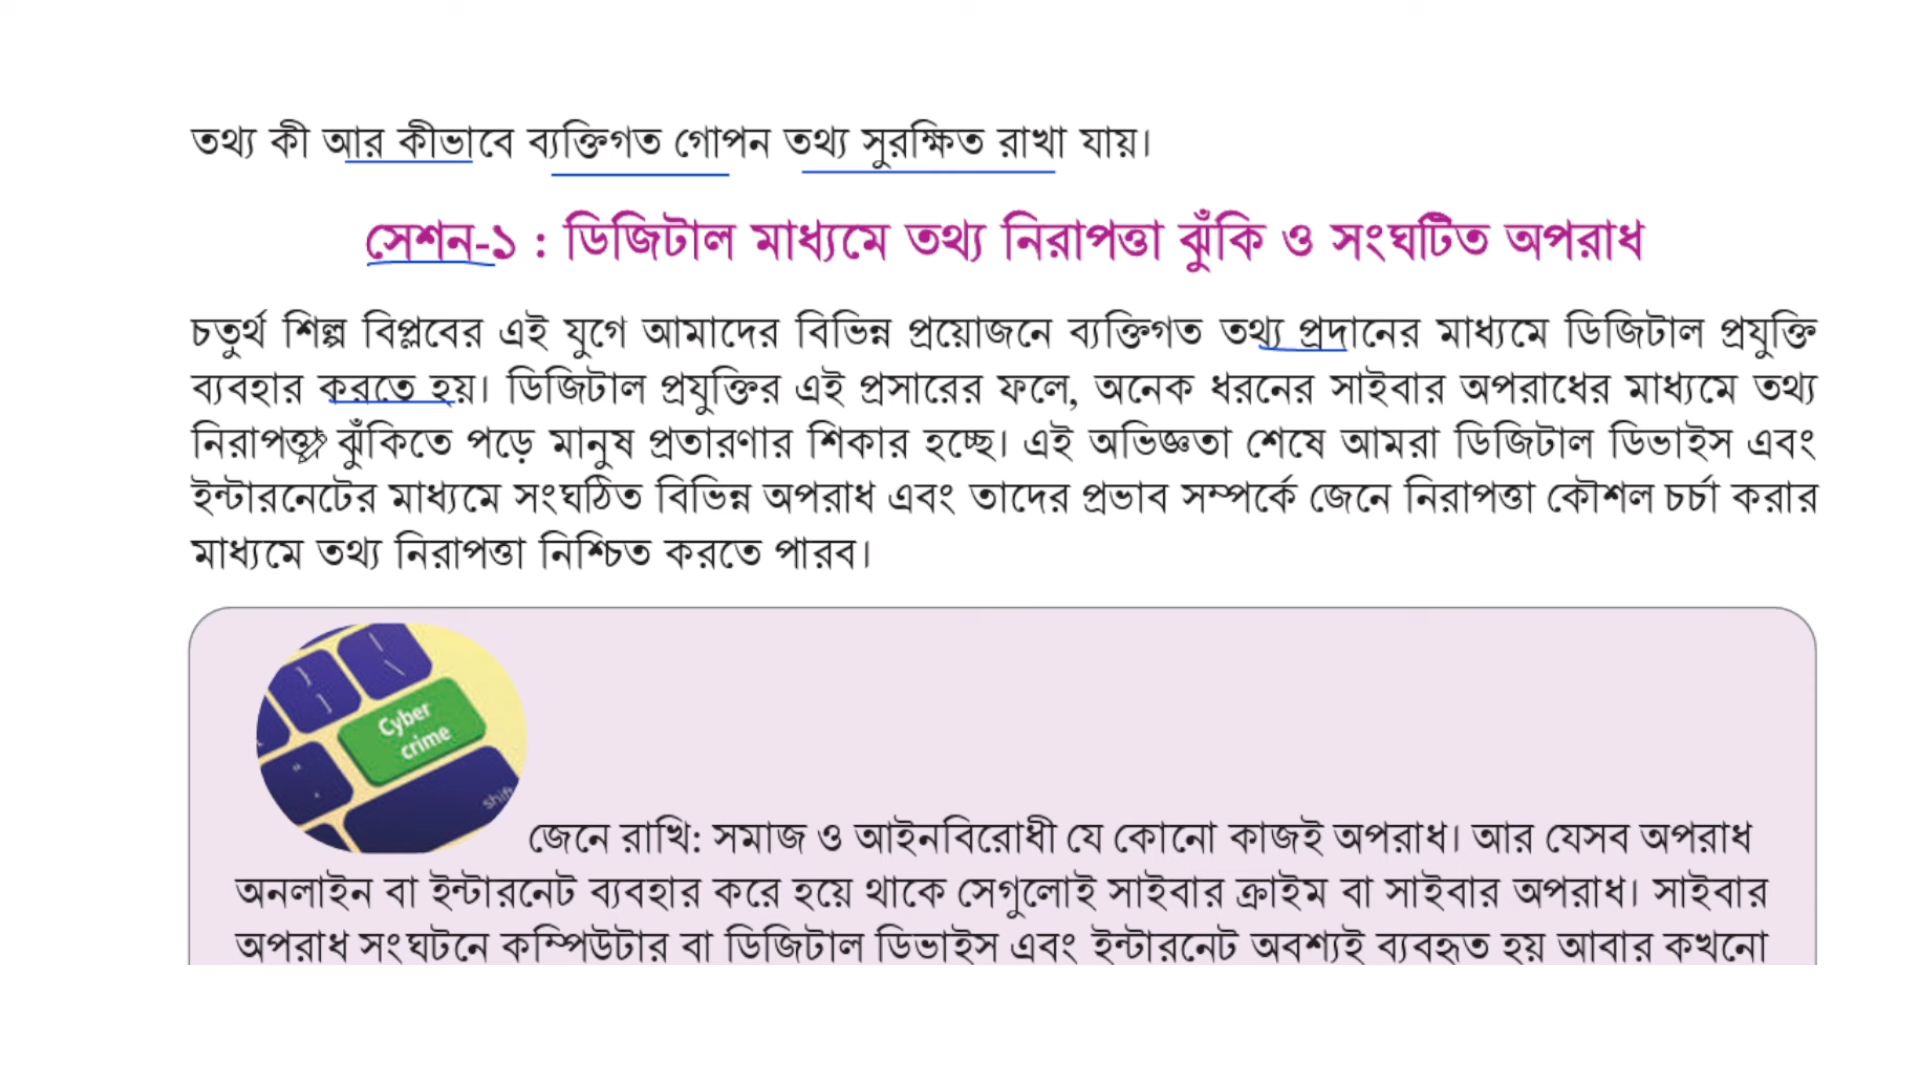 তথ্য কী আর কীভাবে ব্যক্তিগত গোপন তথ্য সুরক্ষিত রাখা যায়।
সেশন-১ : ডিজিটাল মাধ্যমে তথ্য নিরাপত্তা ঝুঁকি ও সংঘটিত অপরাধ
চতুর্থ শিল্প বিপ্লবের এই যুগে আমাদের বিভিন্ন প্রয়োজনে ব্যক্তিগত তথ্য প্রদানের মাধ্যমে ডিজিটাল প্রযুক্তি
ব্যবহার করতে হয়। ডিজিটাল প্রযুক্তির এই প্রসারের ফলে, অনেক ধরনের সাইবার অপরাধের মাধ্যমে তথ্য
নিরাপত্তা ঝুঁকিতে পড়ে মানুষ প্রতারণার শিকার হচ্ছে। এই অভিজ্ঞতা শেষে আমরা ডিজিটাল ডিভাইস এবং
ইন্টারনেটের মাধ্যমে সংঘঠিত বিভিন্ন অপরাধ এবং তাদের প্রভাব সম্পর্কে জেনে নিরাপত্তা কৌশল চর্চা করার
মাধ্যমে তথ্য নিরাপত্তা নিশ্চিত করতে পারব।
Cyber
crime
shift
জেনে রাখি: সমাজ ও আইনবিরোধী যে কোনো কাজই অপরাধ। আর যেসব অপরাধ
অনলাইন বা ইন্টারনেট ব্যবহার করে হয়ে থাকে সেগুলোই সাইবার ক্রাইম বা সাইবার অপরাধ। সাইবার
অপরাধ সংঘটনে কম্পিউটার বা ডিজিটাল ডিভাইস এবং ইন্টারনেট অবশ্যই ব্যবহৃত হয় আবার কখনো